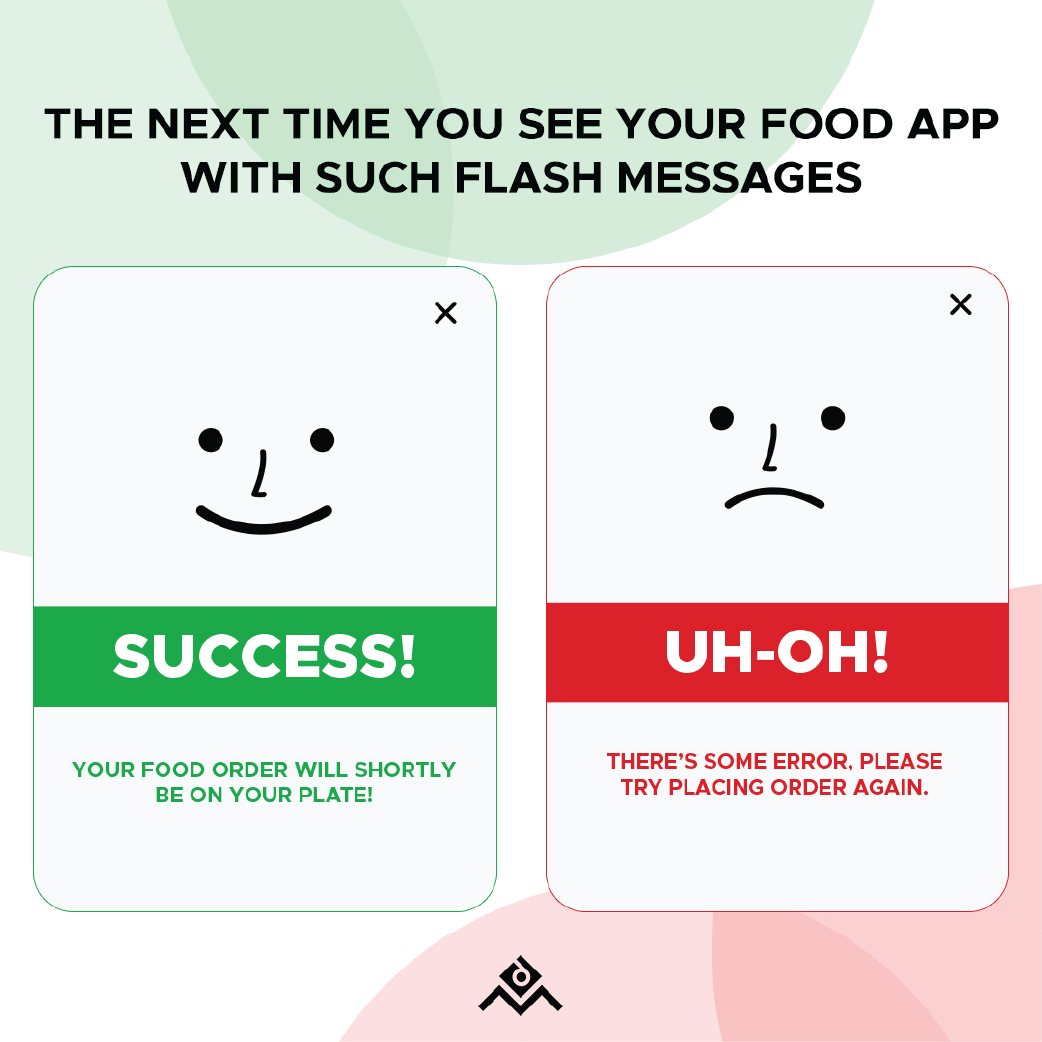 THE NEXT TIME YOU SEE YOUR FOOD APP
WITH SUCH FLASH MESSAGES
SUCCESS!
YOUR FOOD ORDER WILL SHORTLY
BE ON YOUR PLATE!
UH-OH!
THERE'S SOME ERROR, PLEASE
TRY PLACING ORDER AGAIN.